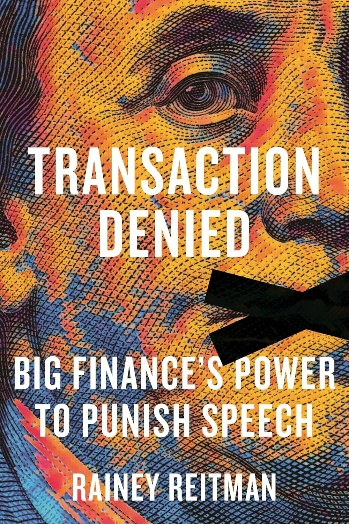 TRANSACTION
DENIED
BIG FINANCE'S POWER
TO PUNISH SPEECH
RAINEY REITMAN